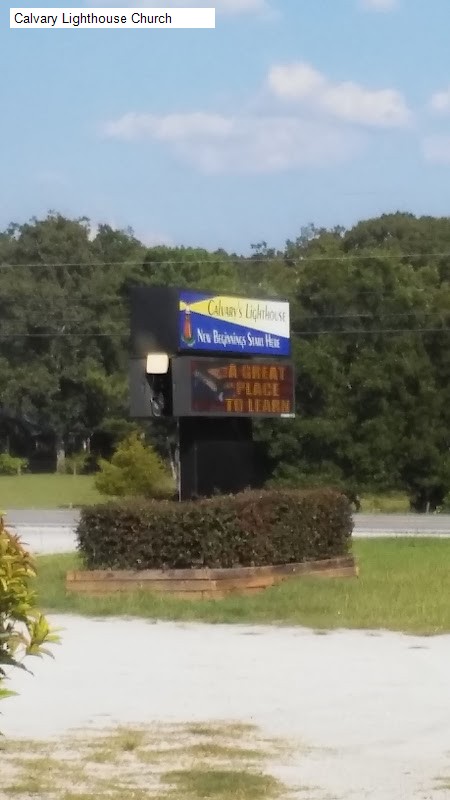 Calvary Lighthouse Church
Calvary's Lighthouse
New Beginnings Start Here
A GREAT
PLACE
TO LEARN